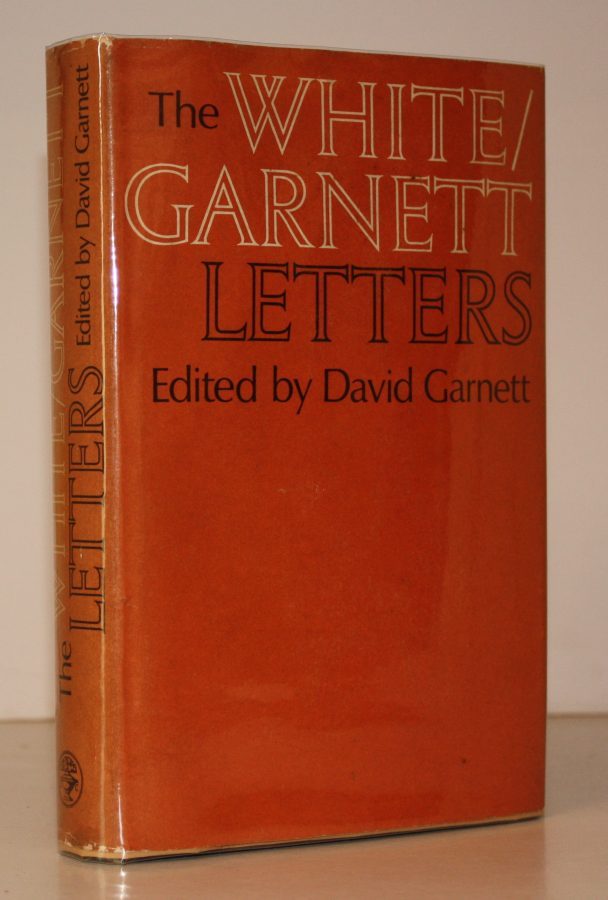 The WHITE/
GARNETT
LETTERS
Edited by David Garnett
The WHITE/GARNETT
LETTERS Edited by David Garnett